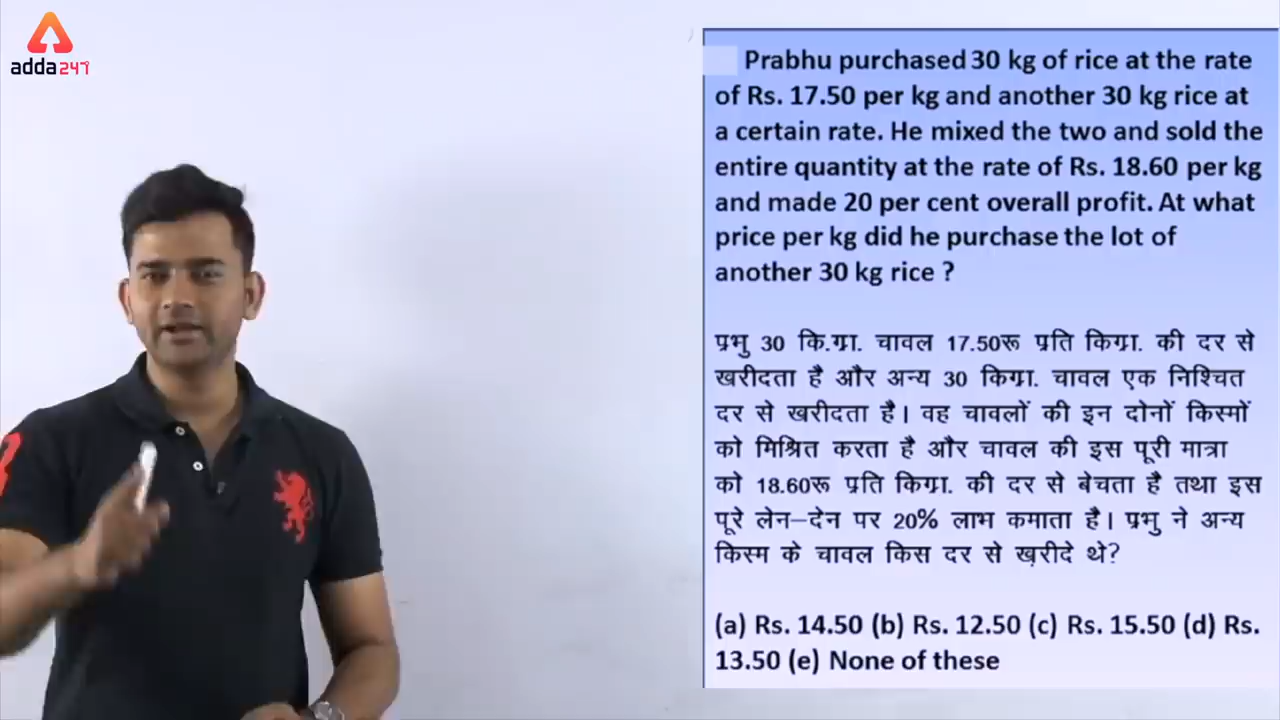 adda247
Prabhu purchased 30 kg of rice at the rate
of Rs. 17.50 per kg and another 30 kg rice at
a certain rate. He mixed the two and sold the
entire quantity at the rate of Rs. 18.60 per kg
and made 20 per cent overall profit. At what
price per kg did he purchase the lot of
another 30 kg rice ?
प्रभु 30 कि.ग्रा. चावल 17.50रू प्रति किग्रा. की दर से
खरीदता है और अन्य 30 किग्रा. चावल एक निश्चित
दर से खरीदता है। वह चावलों की इन दोनों किस्मों
को मिश्रित करता है और चावल की इस पूरी मात्रा
को 18.60रू प्रति किग्रा. की दर से बेचता है तथा इस
पूरे लेन–देन पर 20% लाभ कमाता है। प्रभु ने अन्य
किस्म के चावल किस दर से ख़रीदे थे?
(a) Rs. 14.50 (b) Rs. 12.50 (c) Rs. 15.50 (d) Rs.
13.50 (e) None of these